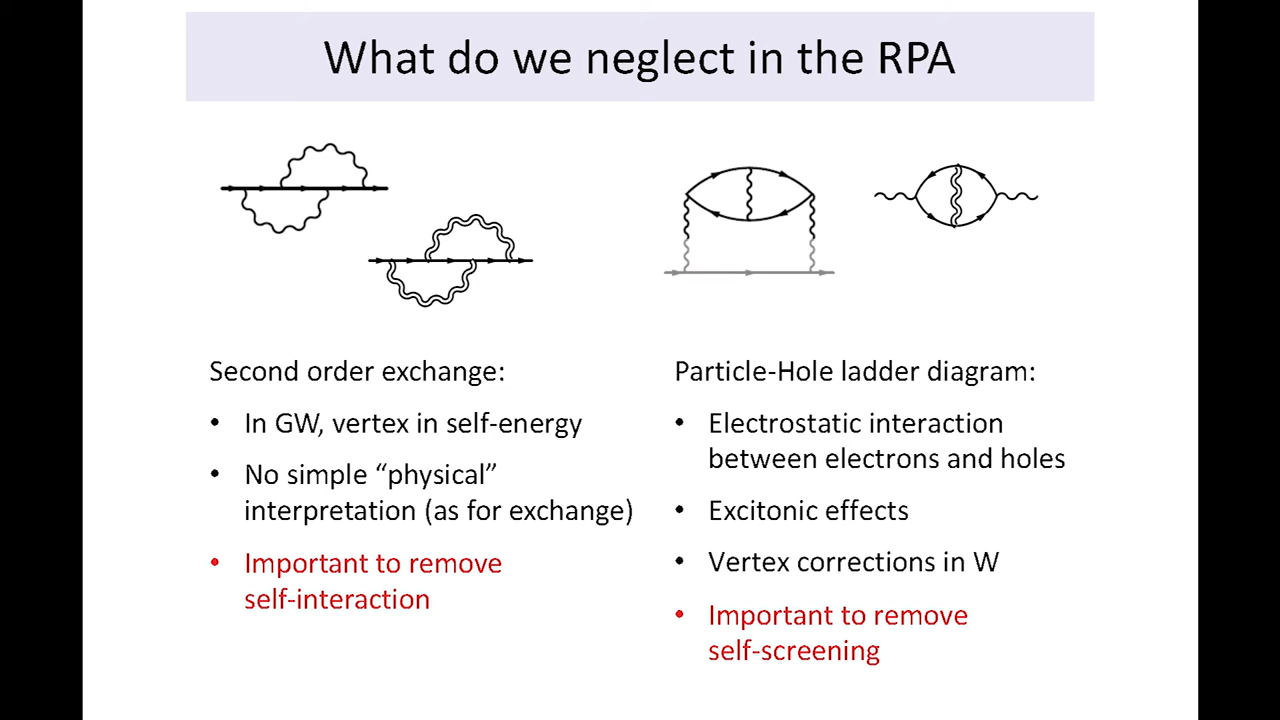 What do we neglect in the RPA
Second order exchange:
• In GW, vertex in self-energy
• No simple “physical”
interpretation (as for exchange)
• Important to remove
self-interaction
Particle-Hole ladder diagram:
• Electrostatic interaction
between electrons and holes
• Excitonic effects
• Vertex corrections in W
• Important to remove
self-screening